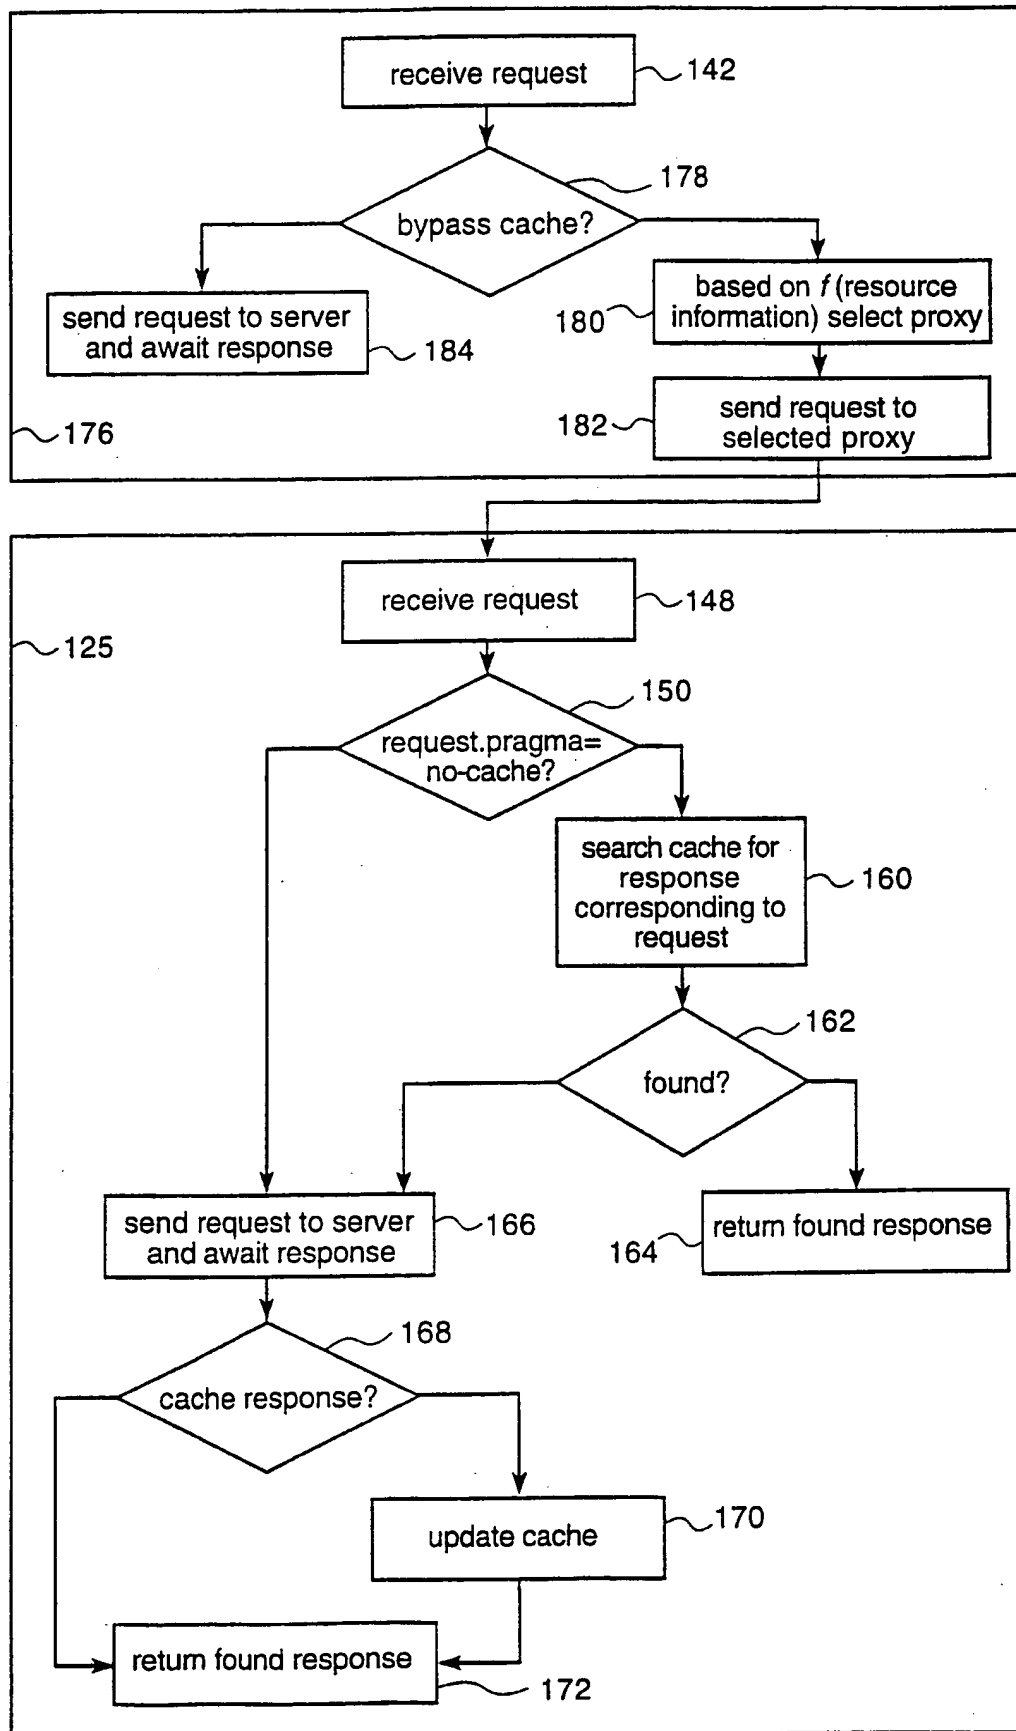 receive request
142
178
bypass cache?
send request to server
and await response
184
180
based on f (resource
information) select proxy
182
send request to
selected proxy
176
receive request
148
125
150
request.pragma=
no-cache?
search cache for
response
corresponding to
request
160
162
found?
send request to server
and await response
166
164
return found response
168
cache response?
170
update cache
return found response
172